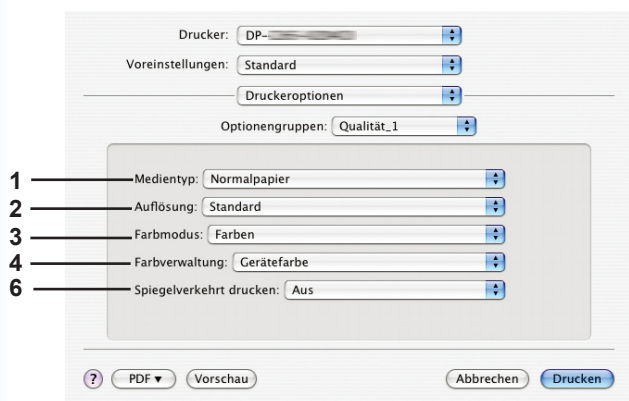 Drucker: DP-
Voreinstellungen: Standard
Druckeroptionen
Optionengruppen: Qualität_1
1 Medientyp: Normalpapier
2 Auflösung: Standard
3 Farbmodus: Farben
4 Farbverwaltung: Gerätefarbe
6 Spiegelverkehrt drucken: Aus
? PDF ▼ Vorschau Abbrechen Drucken